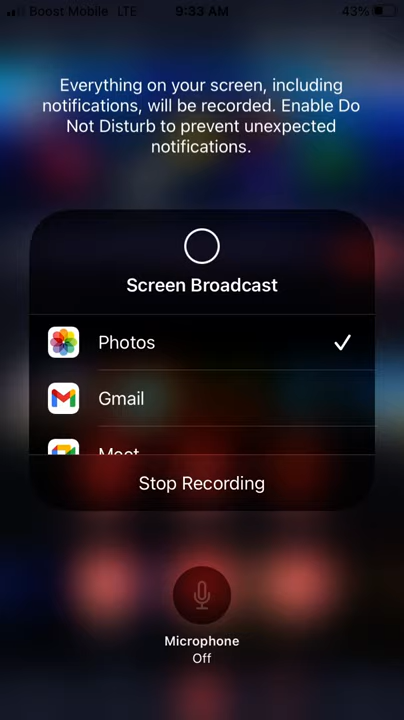 Boost Mobile LTE 9:33 AM 43%
Everything on your screen, including
notifications, will be recorded. Enable Do
Not Disturb to prevent unexpected
notifications.
Screen Broadcast
Photos
Gmail
Meet
Stop Recording
Microphone
Off